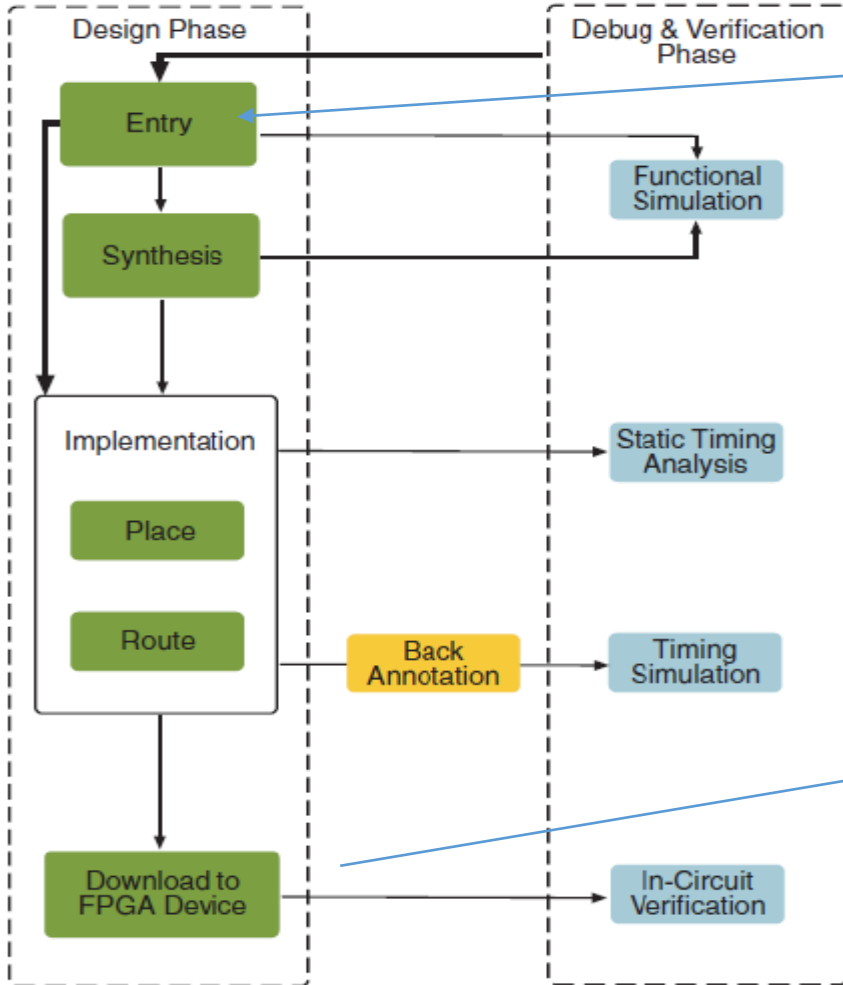 Design Phase
Debug & Verification
Phase
Entry
Functional
Simulation
Synthesis
Implementation
Static Timing
Analysis
Place
Route
Back
Annotation
Timing
Simulation
Download to
FPGA Device
In-Circuit
Verification